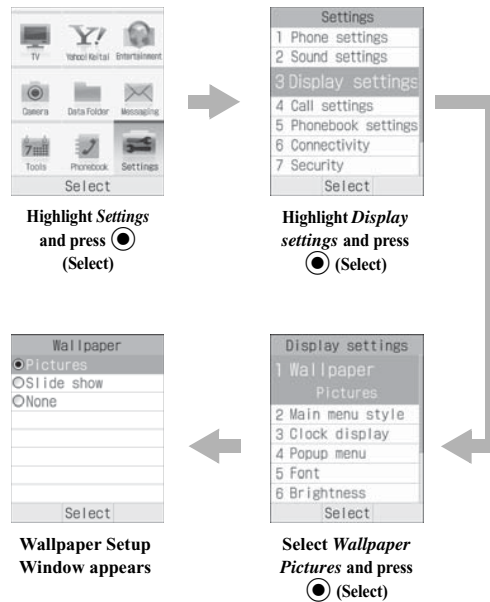 TV Yahoo! Keitai Entertainment
Camera Data Folder Messaging
Tools Phonebook Settings
Select
Highlight Settings
and press
(Select)
Settings
1 Phone settings
2 Sound settings
3 Display settings
4 Call settings
5 Phonebook settings
6 Connectivity
7 Security
Select
Highlight Display
settings and press
(Select)
Display settings
1 Wallpaper
Pictures
2 Main menu style
3 Clock display
4 Popup menu
5 Font
6 Brightness
Select
Select Wallpaper
Pictures and press
(Select)
Wallpaper
Pictures
Slide show
None
Select
Wallpaper Setup
Window appears